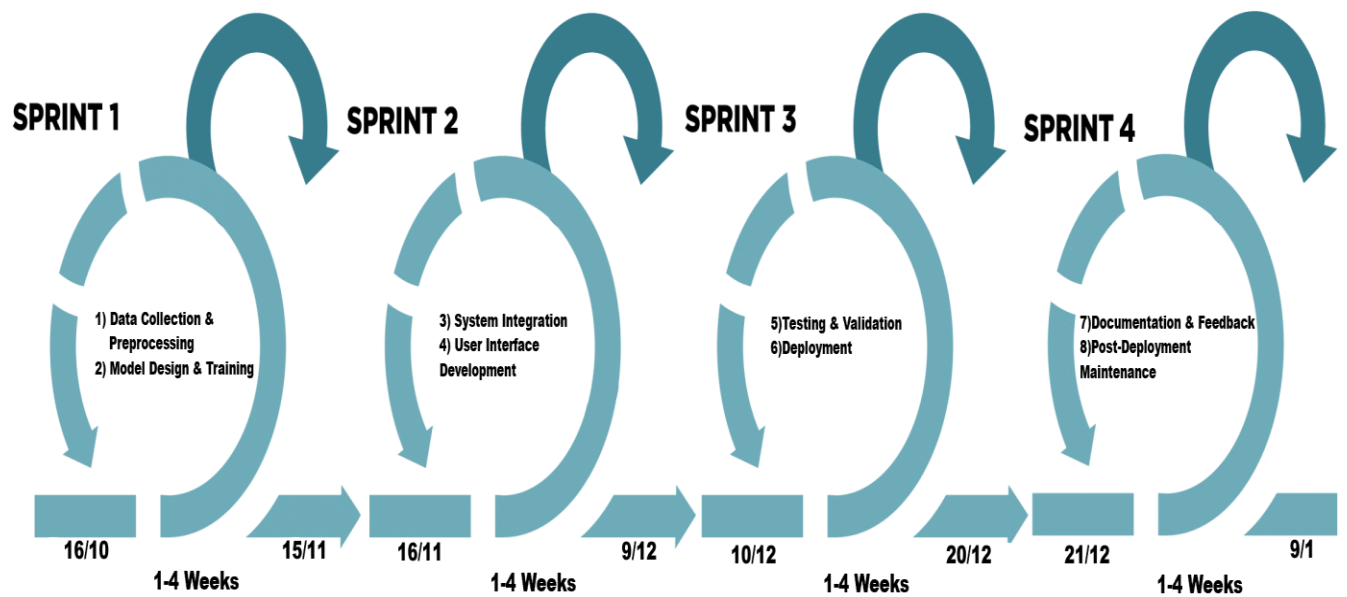 SPRINT 1
1) Data Collection &
Preprocessing
2) Model Design & Training
16/10
15/11
1-4 Weeks
SPRINT 2
3) System Integration
4) User Interface
Development
16/11
9/12
1-4 Weeks
SPRINT 3
5)Testing & Validation
6)Deployment
10/12
20/12
1-4 Weeks
SPRINT 4
7)Documentation & Feedback
8)Post-Deployment
Maintenance
21/12
9/1
1-4 Weeks